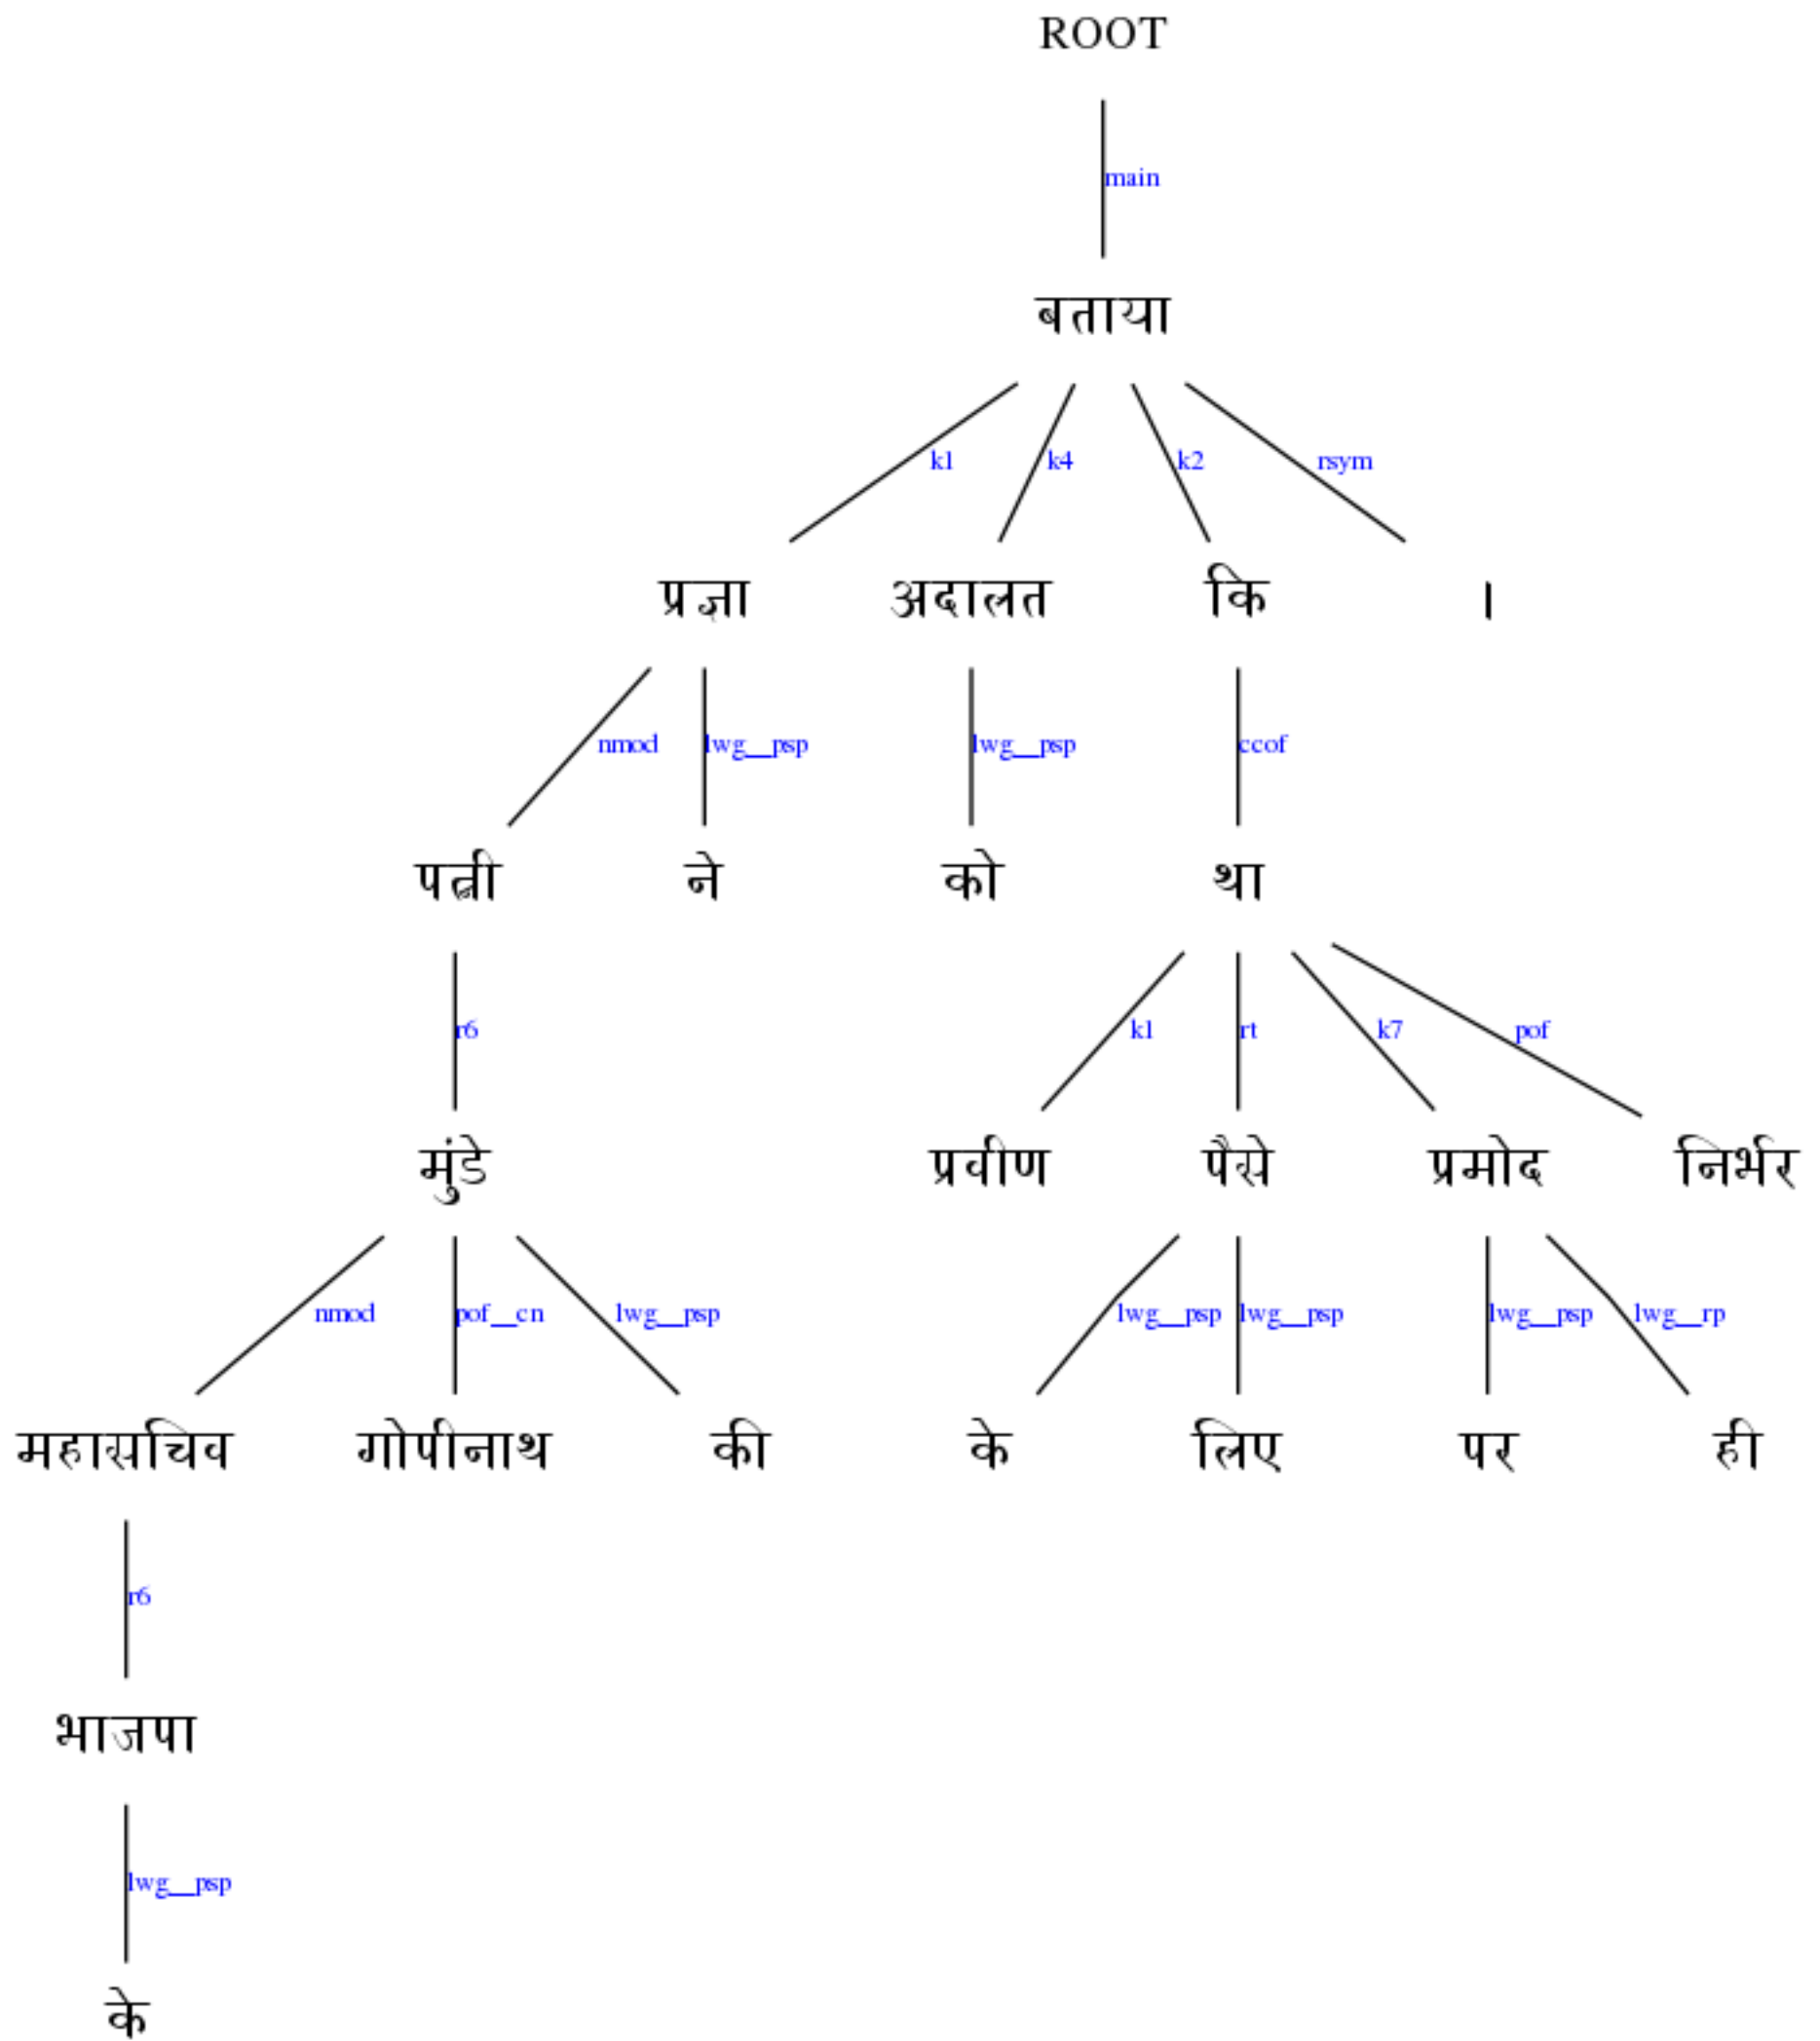 ROOT
main
बताया
k1 k4 k2 rsym
प्रज्ञा अदालत कि ।
nmod lwg__psp lwg__psp ccof
पत्नी ने को था
r6 k1 rt k7 pof
मुंडे प्रवीण पैसे प्रमोद निर्भर
nmod pof__cn lwg__psp lwg__psp lwg__psp lwg__psp lwg__rp
महासचिव गोपीनाथ की के लिए पर ही
r6
भाजपा
lwg__psp
के